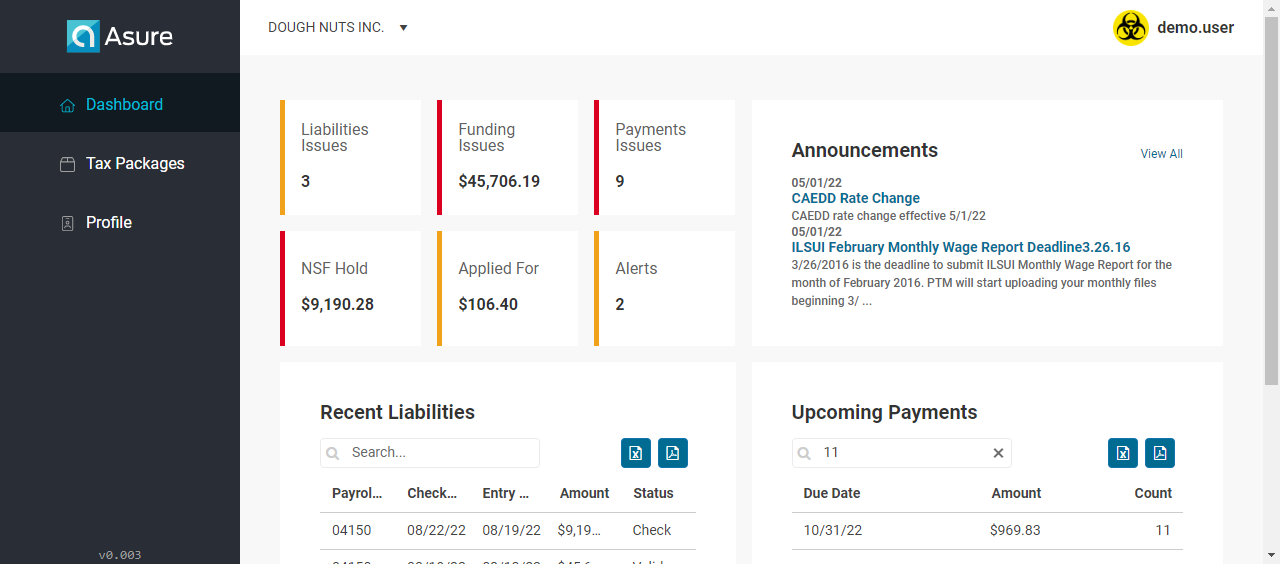 Asure
DOUGH NUTS INC.
demo.user
Dashboard
Tax Packages
Profile
v0.003
Liabilities
Issues
3
Funding
Issues
$45,706.19
Payments
Issues
9
NSF Hold
$9,190.28
Applied For
$106.40
Alerts
2
Announcements
View All
05/01/22
CAEDD Rate Change
CAEDD rate change effective 5/1/22
05/01/22
ILSUI February Monthly Wage Report Deadline3.26.16
3/26/2016 is the deadline to submit ILSUI Monthly Wage Report for the
month of February 2016. PTM will start uploading your monthly files
beginning 3/ ...
Recent Liabilities
Search...
Payrol... Check... Entry ... Amount Status
04150 08/22/22 08/19/22 $9,19... Check
Upcoming Payments
11
Due Date Amount Count
10/31/22 $969.83 11